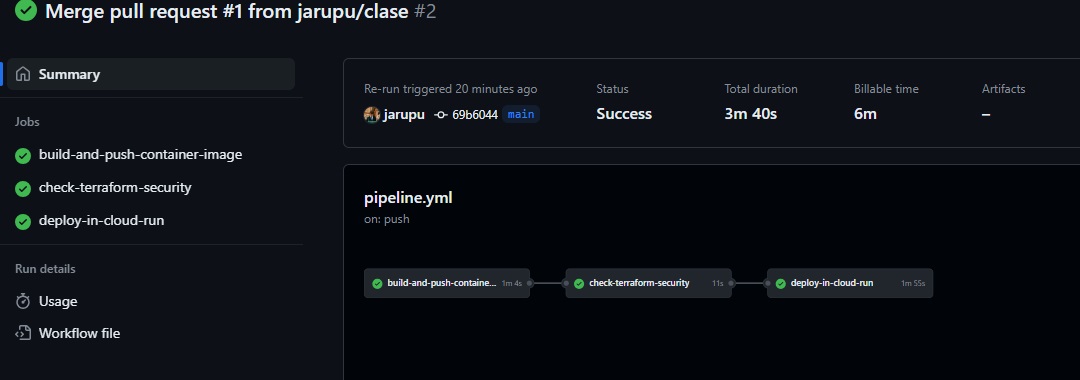 Merge pull request #1 from jarupu/clase #2
Summary
Jobs
build-and-push-container-image
check-terraform-security
deploy-in-cloud-run
Run details
Usage
Workflow file
Re-run triggered 20 minutes ago
jarupu 69b6044 main
Status
Success
Total duration
3m 40s
Billable time
6m
Artifacts
–
pipeline.yml
on: push
build-and-push-containe... 1m 4s
check-terraform-security 11s
deploy-in-cloud-run 1m 55s